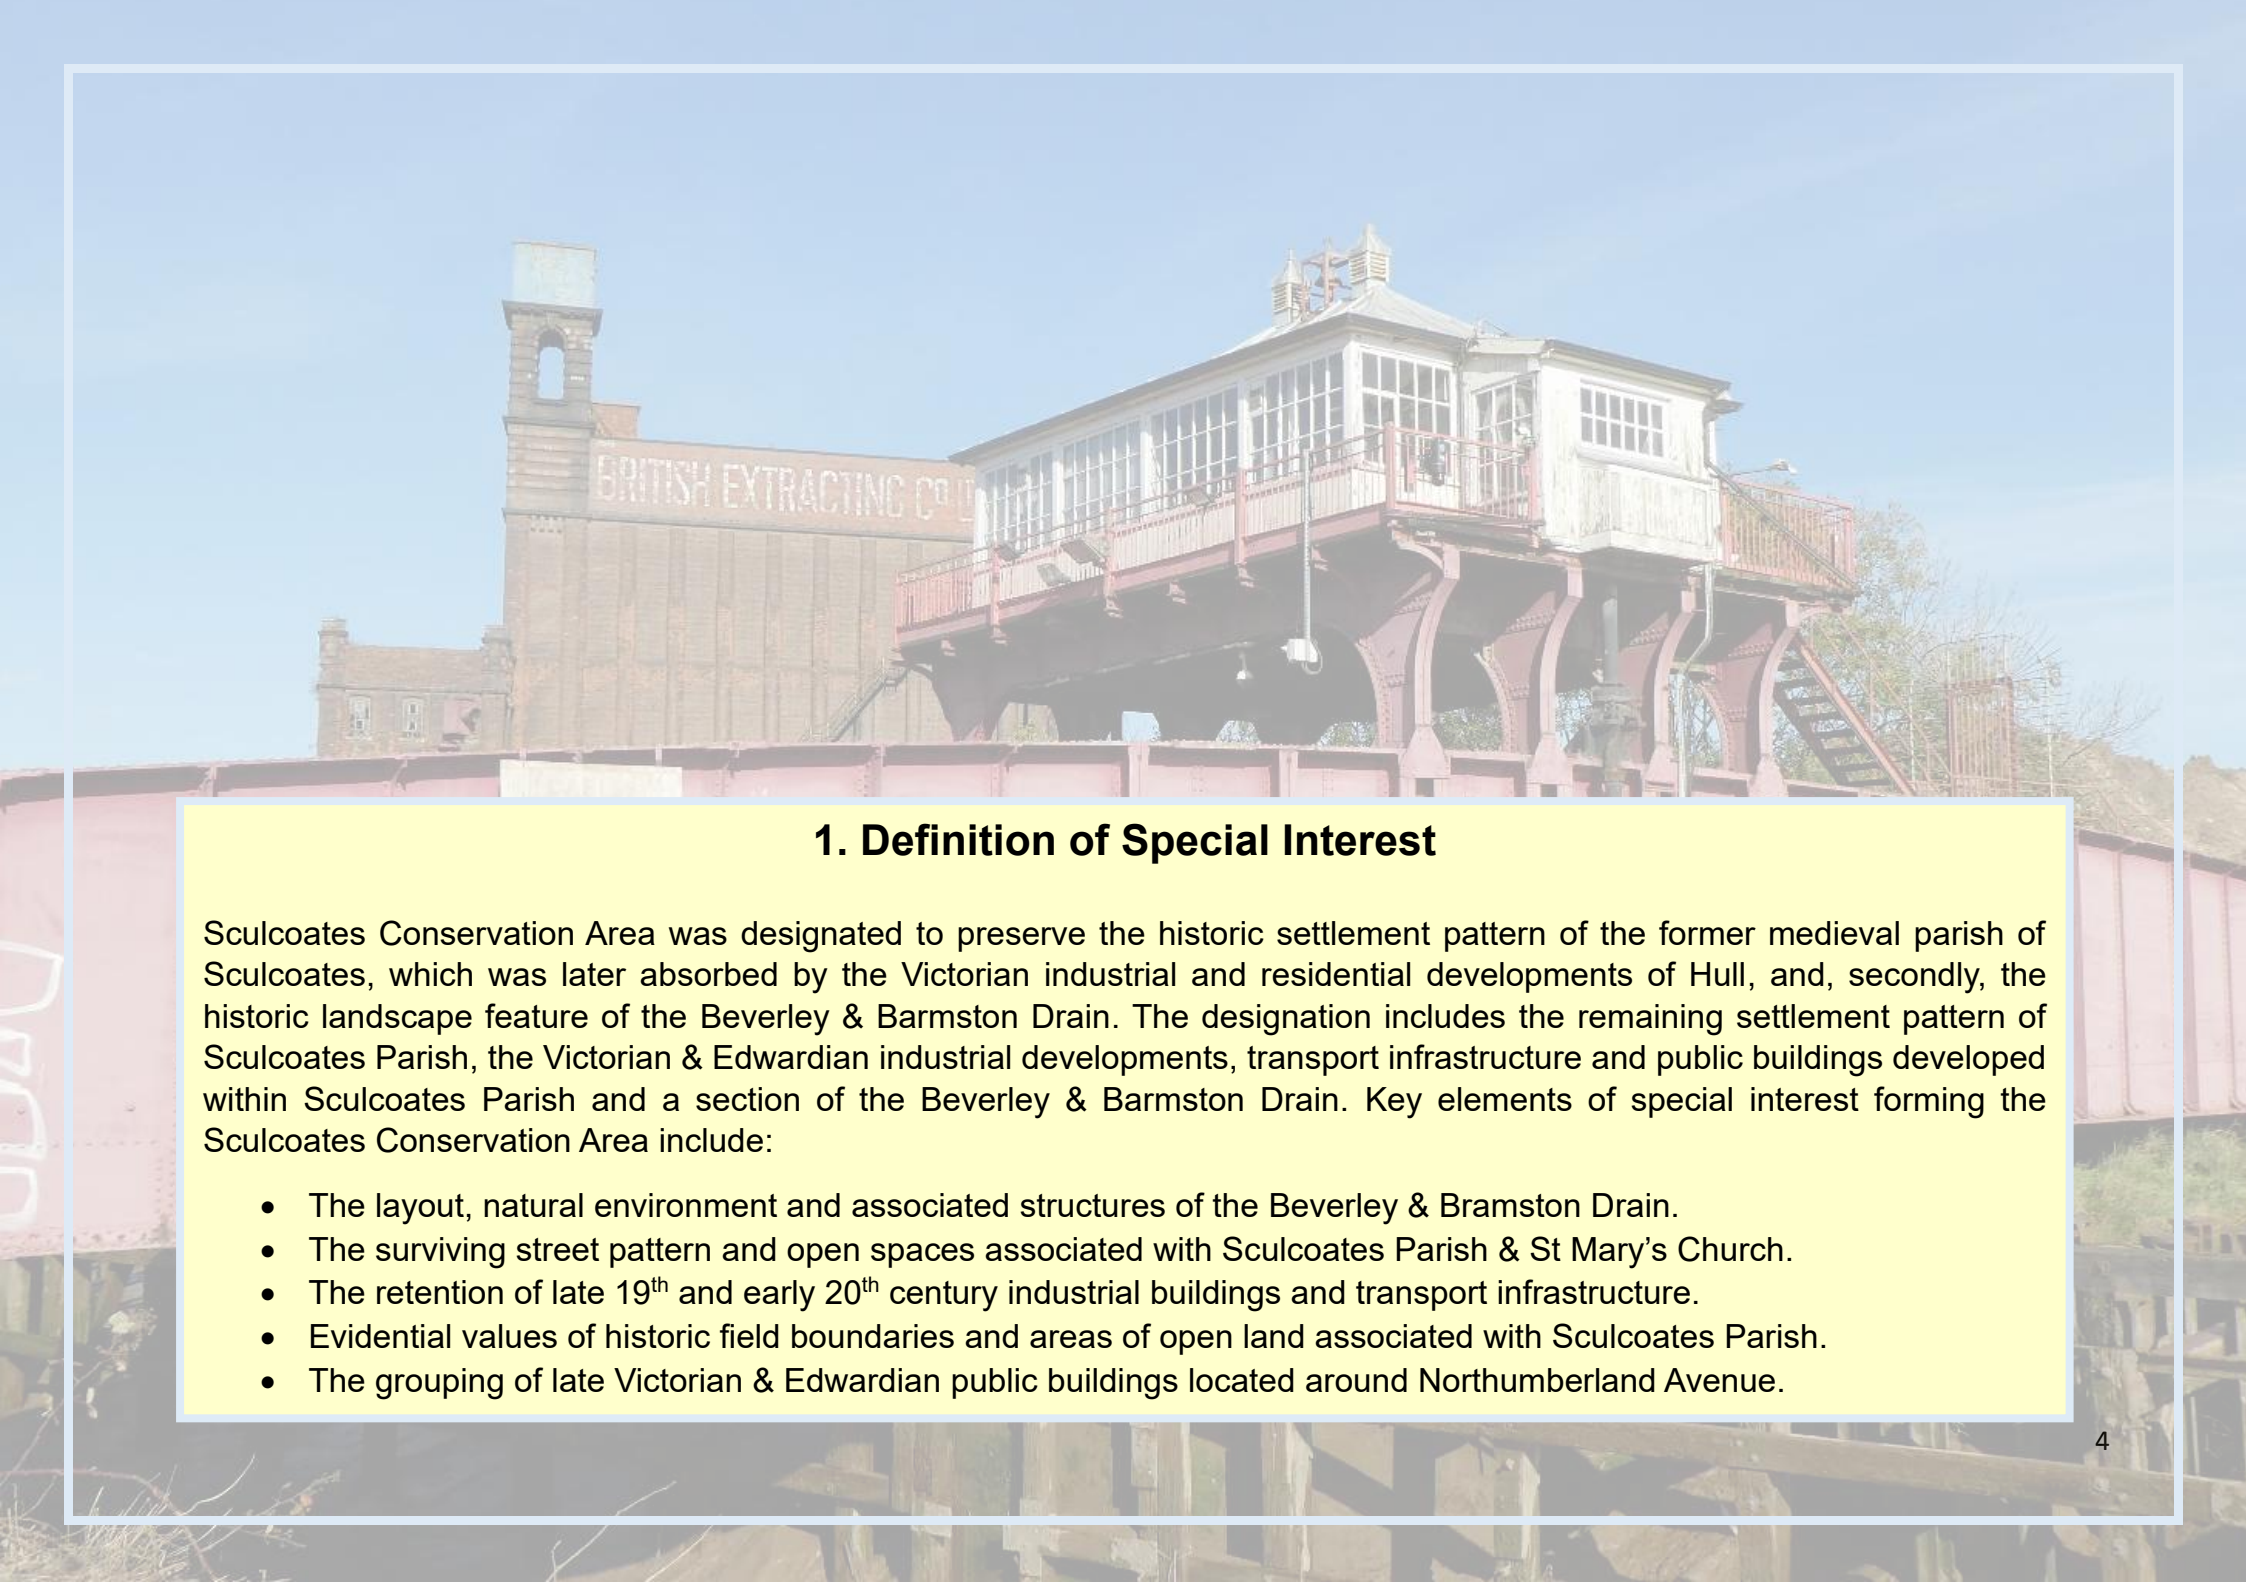 BRITISH EXTRACTING CO
1. Definition of Special Interest
Sculcoates Conservation Area was designated to preserve the historic settlement pattern of the former medieval parish of
Sculcoates, which was later absorbed by the Victorian industrial and residential developments of Hull, and, secondly, the
historic landscape feature of the Beverley & Barmston Drain. The designation includes the remaining settlement pattern of
Sculcoates Parish, the Victorian & Edwardian industrial developments, transport infrastructure and public buildings developed
within Sculcoates Parish and a section of the Beverley & Barmston Drain. Key elements of special interest forming the
Sculcoates Conservation Area include:
• The layout, natural environment and associated structures of the Beverley & Bramston Drain.
• The surviving street pattern and open spaces associated with Sculcoates Parish & St Mary’s Church.
• The retention of late 19th and early 20th century industrial buildings and transport infrastructure.
• Evidential values of historic field boundaries and areas of open land associated with Sculcoates Parish.
• The grouping of late Victorian & Edwardian public buildings located around Northumberland Avenue.
4